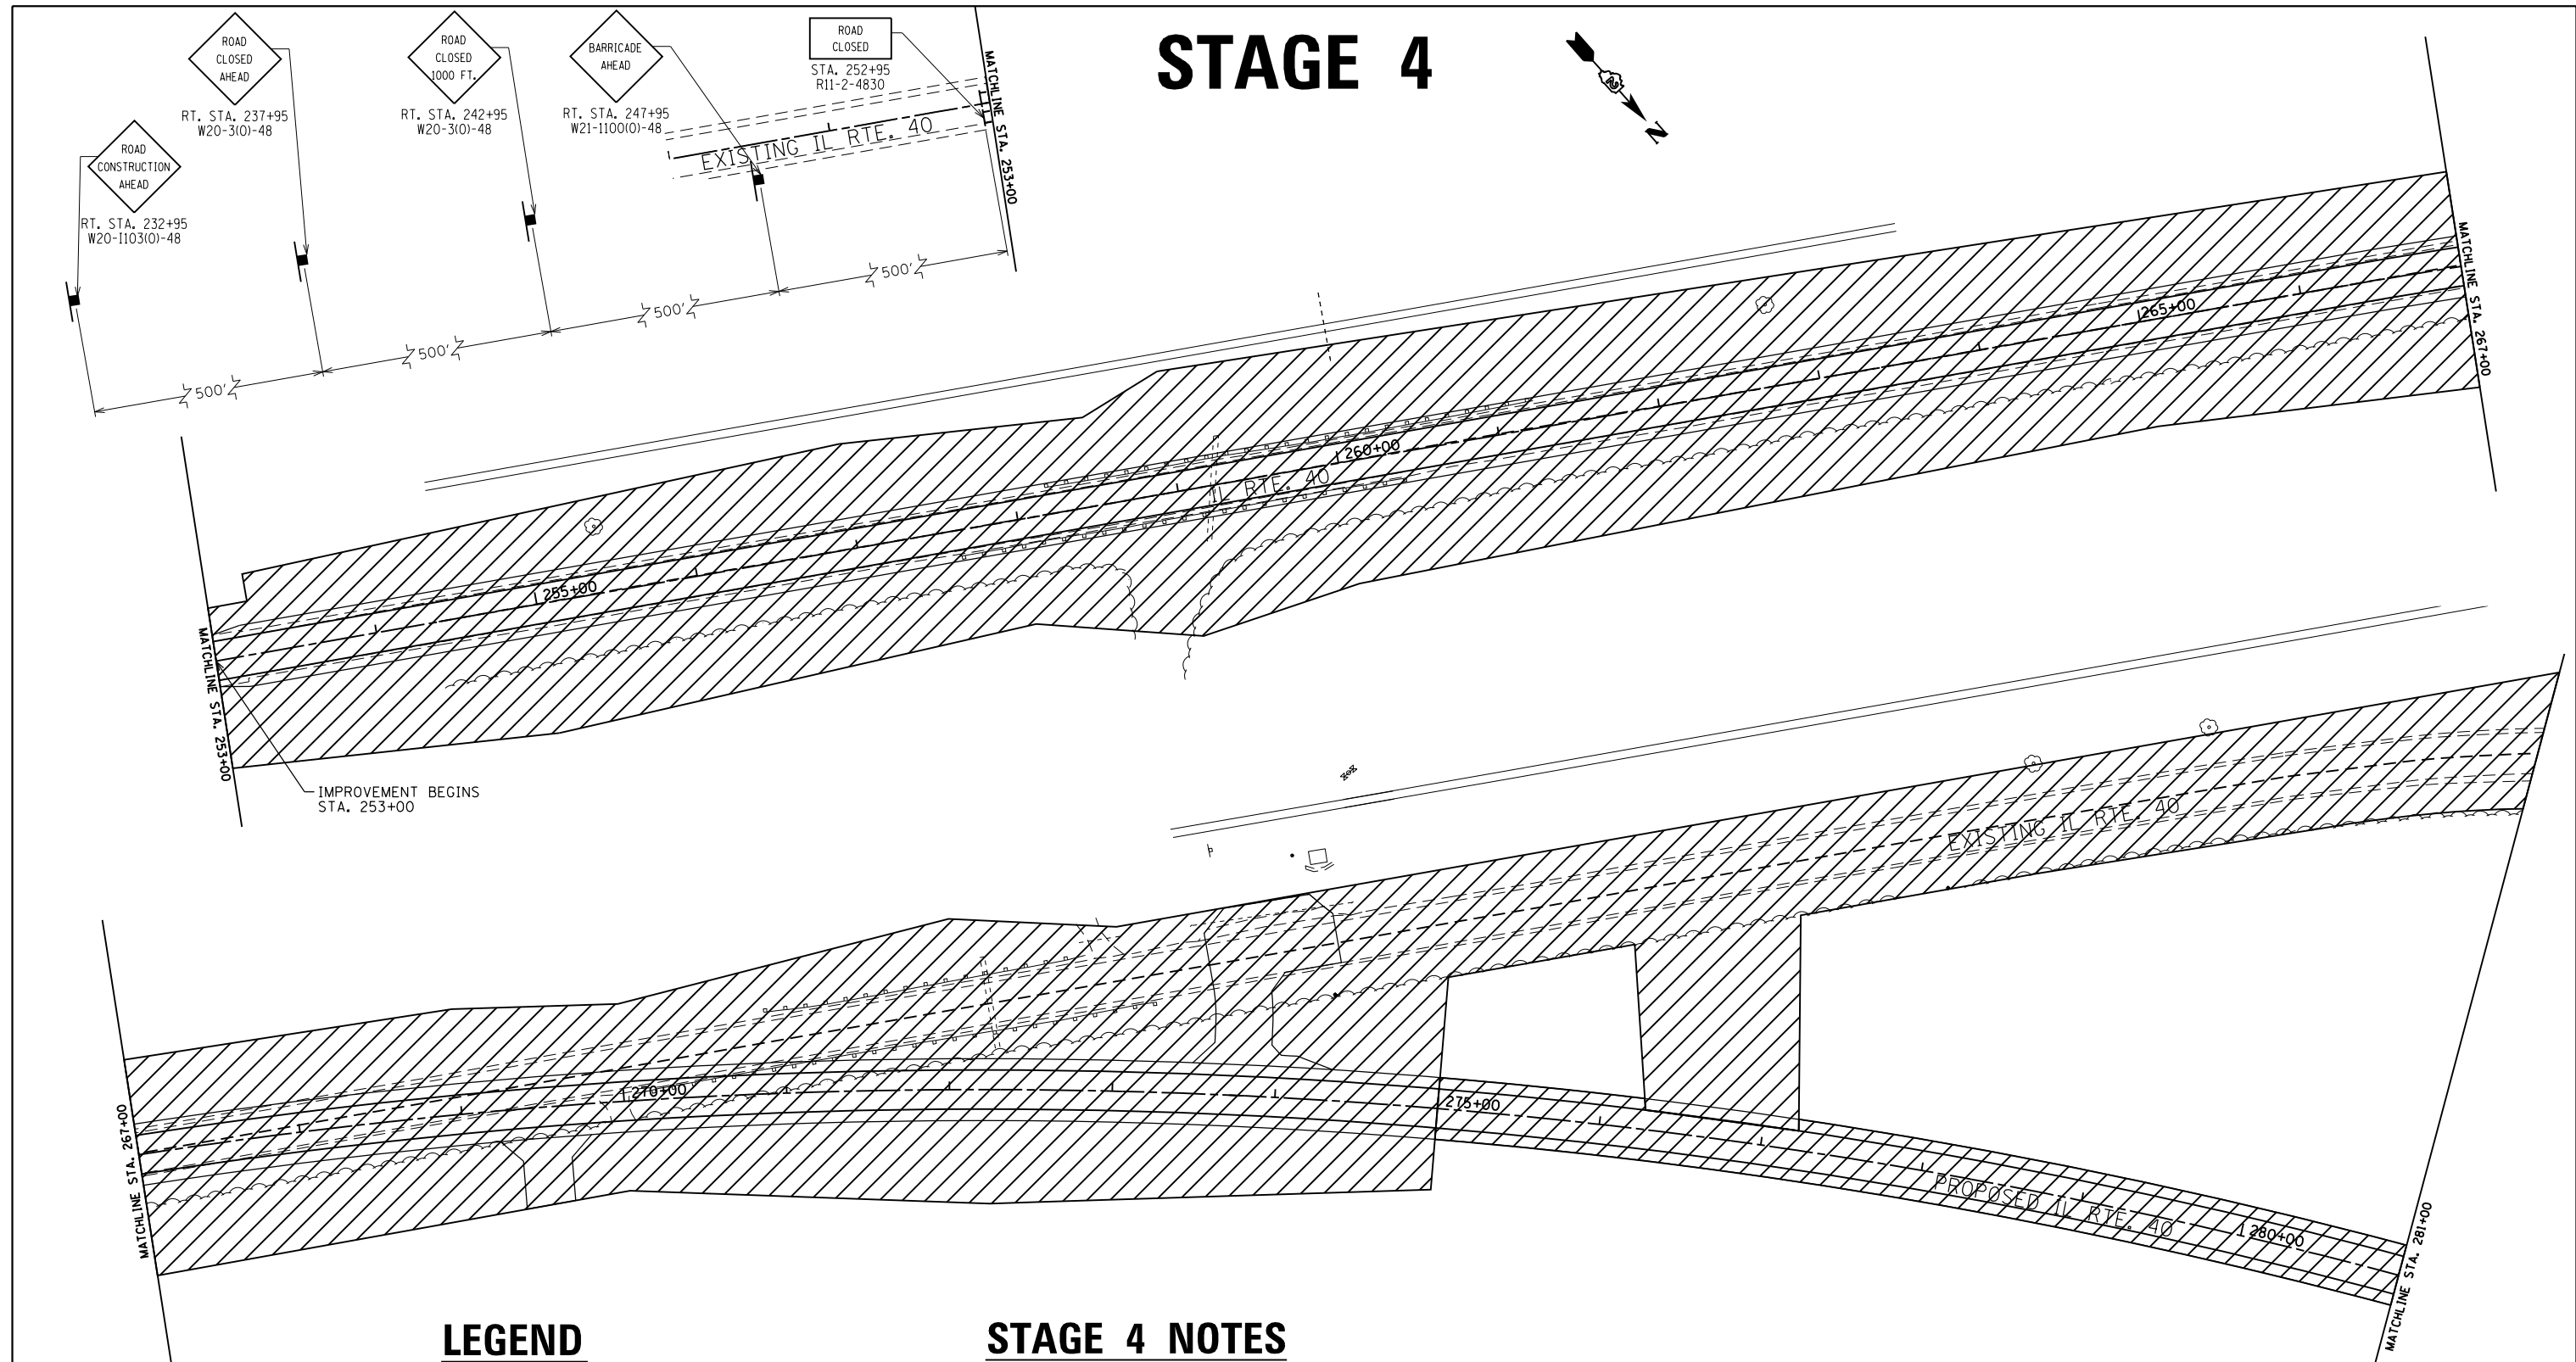 STAGE 4
ROAD
CLOSED
AHEAD
RT. STA. 237+95
W20-3(O)-48
ROAD
CLOSED
1000 FT.
RT. STA. 242+95
W20-3(O)-48
BARRICADE
AHEAD
RT. STA. 247+95
W21-1100(O)-48
ROAD
CLOSED
STA. 252+95
R11-2-4830
ROAD
CONSTRUCTION
AHEAD
RT. STA. 232+95
W20-1103(O)-48
EXISTING IL RTE. 40
MATCHLINE STA. 253+00
N
500'
500'
500'
500'
MATCHLINE STA. 267+00
265+00
260+00
IL RTE. 40
255+00
MATCHLINE STA. 253+00
IMPROVEMENT BEGINS
STA. 253+00
EXISTING IL RTE. 40
MATCHLINE STA. 267+00
270+00
275+00
PROPOSED IL RTE. 40
280+00
MATCHLINE STA. 281+00
LEGEND
STAGE 4 NOTES